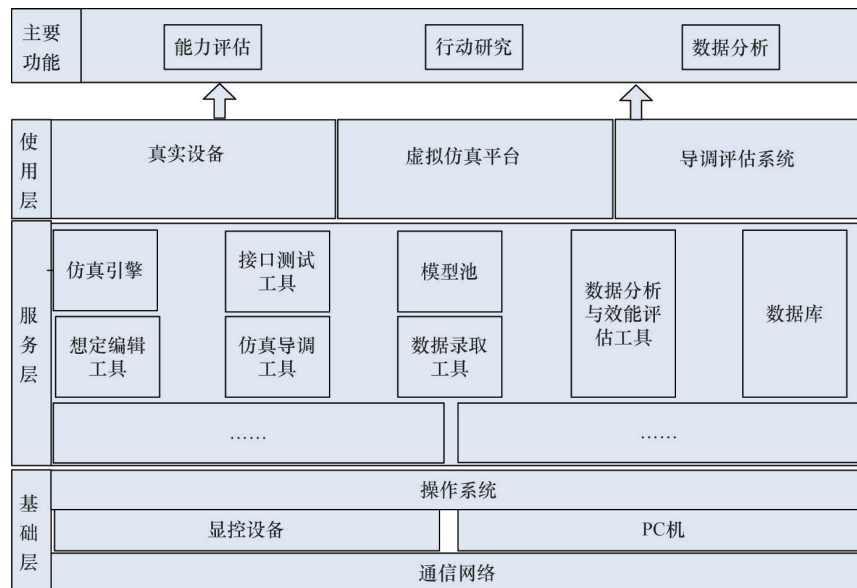 主要
功能
能力评估
行动研究
数据分析
使
用
层
真实设备
虚拟仿真平台
导调评估系统
服
务
层
仿真引擎
接口测试
工具
模型池
数据分析
与效能评
估工具
数据库
想定编辑
工具
仿真导调
工具
数据录取
工具
……
……
基
础
层
操作系统
显控设备
PC机
通信网络